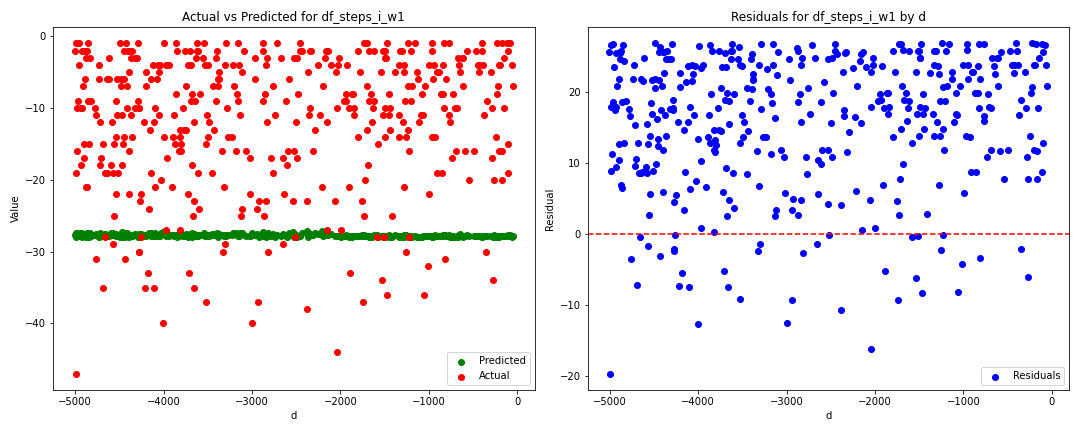 Actual vs Predicted for df_steps_i_w1
Value
0
−10
−20
−30
−40
−5000 −4000 −3000 −2000 −1000 0
d
Predicted
Actual
Residuals for df_steps_i_w1 by d
Residual
20
10
0
−10
−20
−5000 −4000 −3000 −2000 −1000 0
d
Residuals